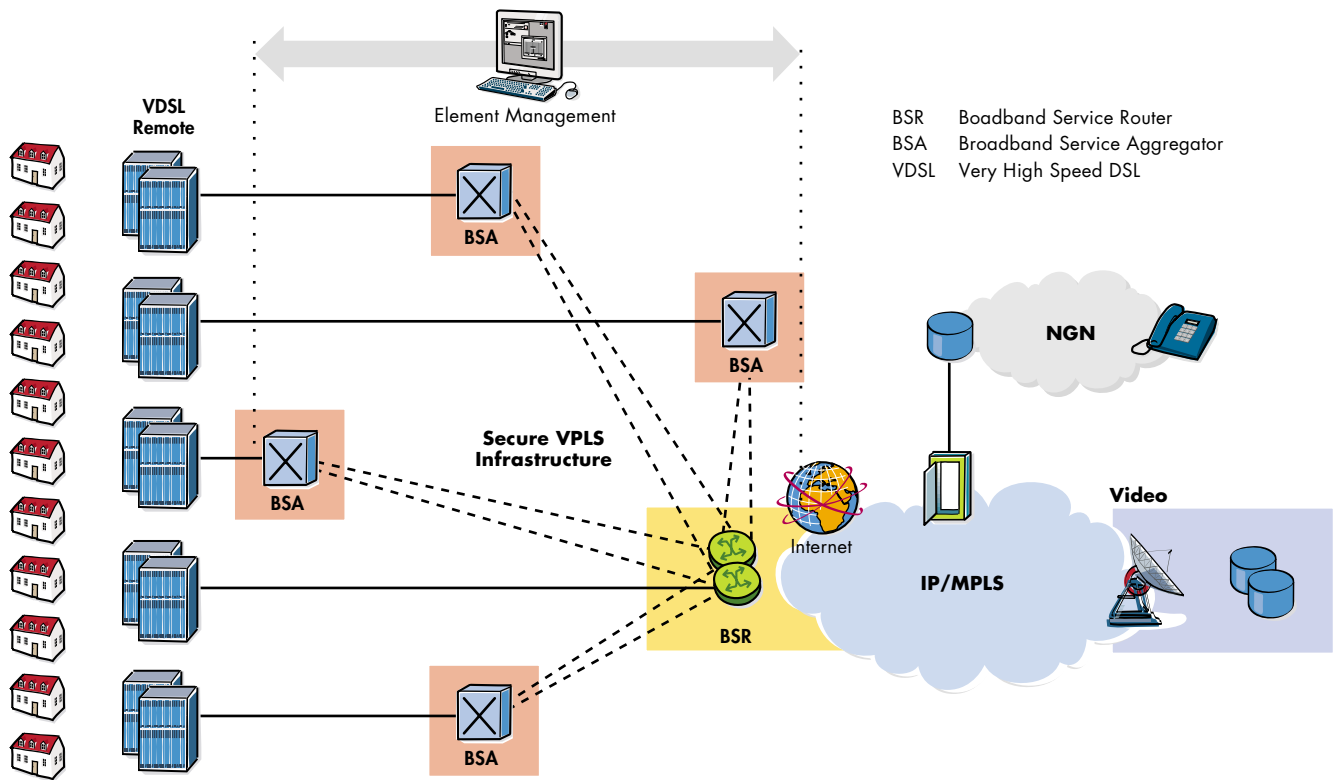 Element Management
VDSL
Remote
BSR Boadband Service Router
BSA Broadband Service Aggregator
VDSL Very High Speed DSL
BSA
NGN
BSA
Secure VPLS
Infrastructure
BSA
Video
Internet
IP/MPLS
BSR
BSA